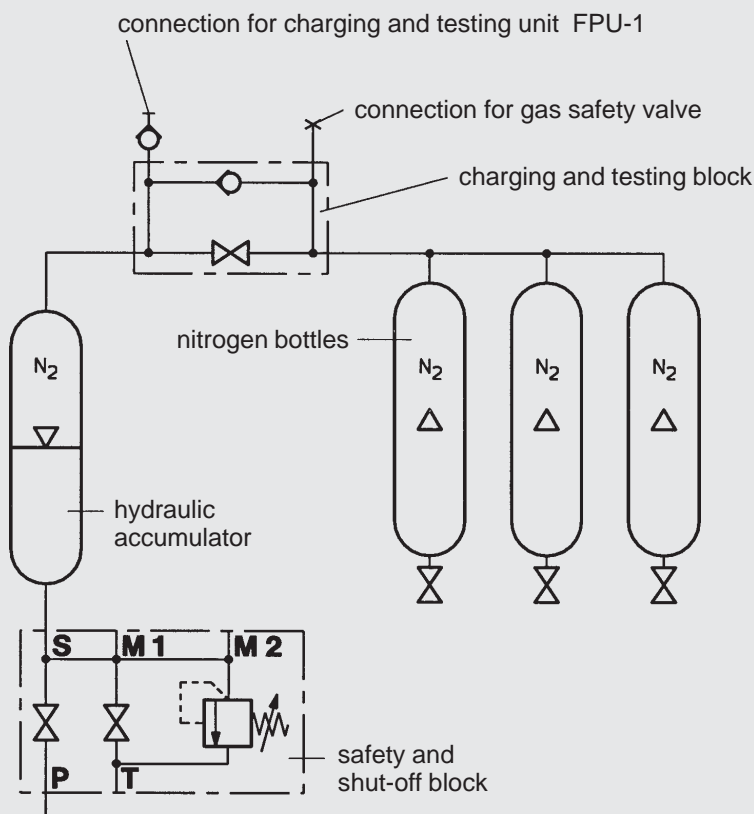 connection for charging and testing unit FPU-1
connection for gas safety valve
charging and testing block
nitrogen bottles
N2
N2
N2
N2
hydraulic
accumulator
S
M 1
M 2
P
T
safety and
shut-off block